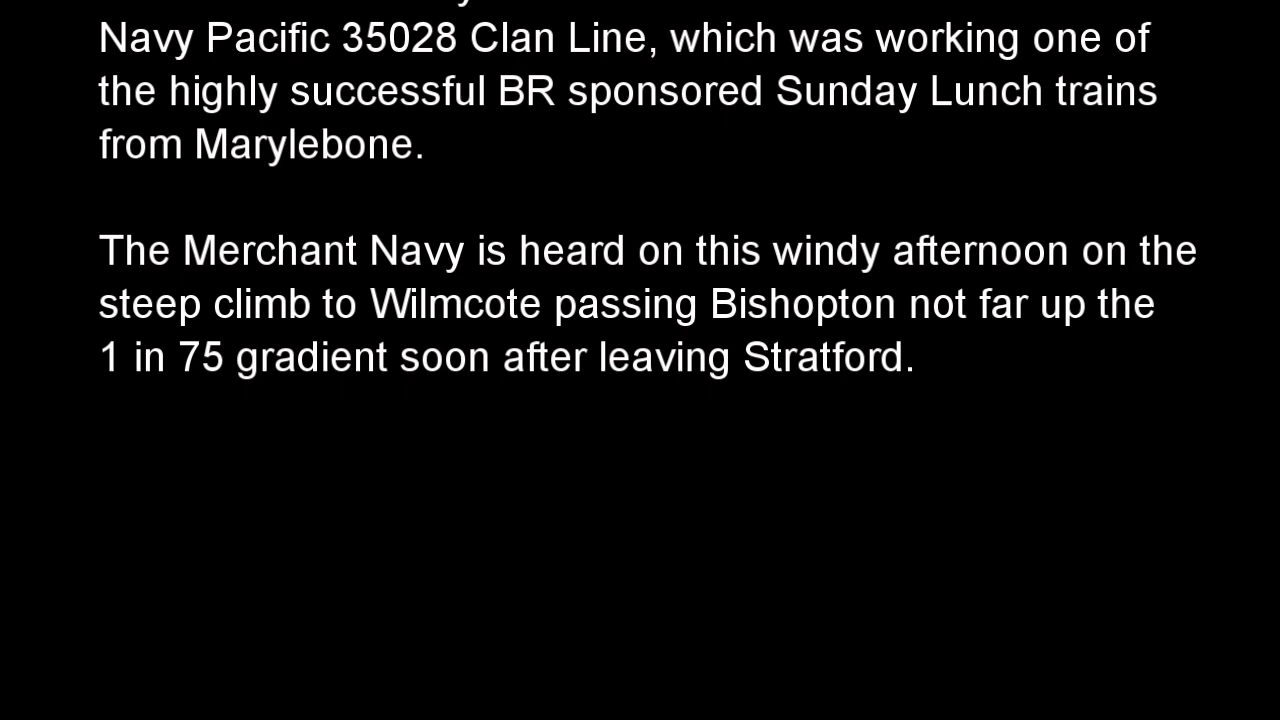 Navy Pacific 35028 Clan Line, which was working one of
the highly successful BR sponsored Sunday Lunch trains
from Marylebone.
The Merchant Navy is heard on this windy afternoon on the
steep climb to Wilmcote passing Bishopton not far up the
1 in 75 gradient soon after leaving Stratford.